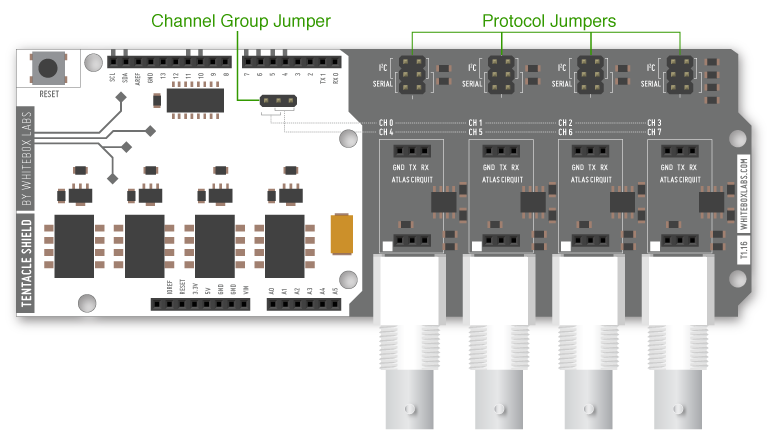 Channel Group Jumper
Protocol Jumpers
RESET
SCL
SDA
AREF
GND
13
12
11
10
9
8
7
6
5
4
3
2
TX1
RX0
I²C
SERIAL
I²C
SERIAL
I²C
SERIAL
I²C
SERIAL
CH 0 CH 1 CH 2 CH 3
CH 4 CH 5 CH 6 CH 7
GND TX RX
ATLAS CIRQUIT
GND TX RX
ATLAS CIRQUIT
GND TX RX
ATLAS CIRQUIT
GND TX RX
ATLAS CIRQUIT
TENTACLE SHIELD BY WHITEBOX LABS
WHITEBOXLABS.COM
T1.16
IOREF
RESET
3.3V
5V
GND
GND
VIN
A0
A1
A2
A3
A4
A5